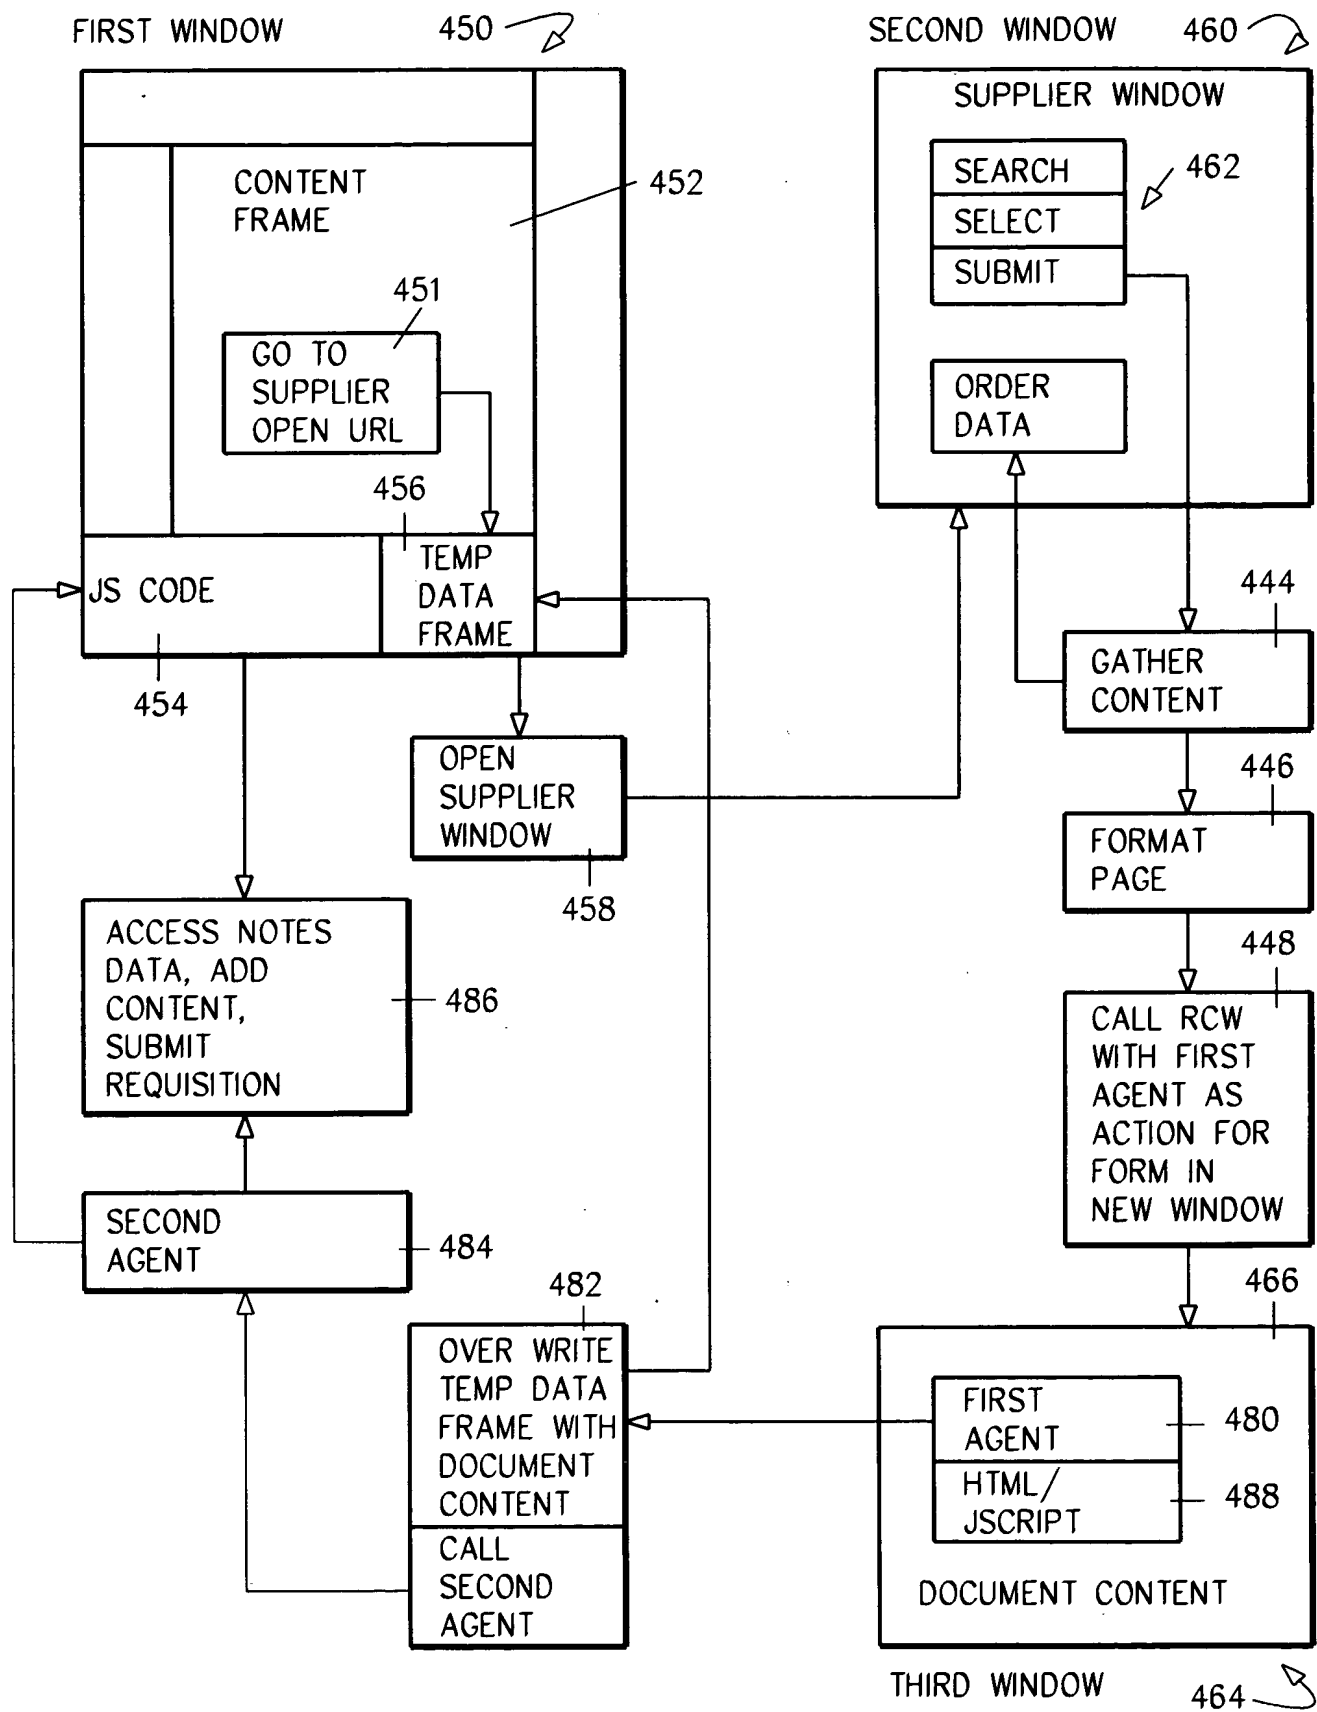 FIRST WINDOW
450
SECOND WINDOW
460
CONTENT
FRAME
452
451
GO TO
SUPPLIER
OPEN URL
456
JS CODE
TEMP
DATA
FRAME
454
OPEN
SUPPLIER
WINDOW
458
ACCESS NOTES
DATA, ADD
CONTENT,
SUBMIT
REQUISITION
486
SECOND
AGENT
484
482
OVER WRITE
TEMP DATA
FRAME WITH
DOCUMENT
CONTENT
CALL
SECOND
AGENT
SUPPLIER WINDOW
SEARCH
SELECT
SUBMIT
462
ORDER
DATA
444
GATHER
CONTENT
446
FORMAT
PAGE
448
CALL RCW
WITH FIRST
AGENT AS
ACTION FOR
FORM IN
NEW WINDOW
466
FIRST
AGENT
480
HTML/
JSCRIPT
488
DOCUMENT CONTENT
THIRD WINDOW
464